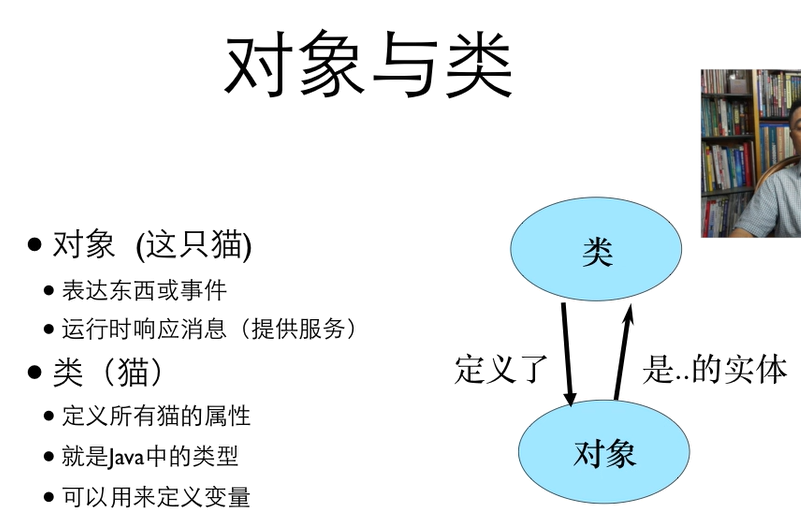 对象与类
• 对象 (这只猫)
• 表达东西或事件
• 运行时响应消息（提供服务）
• 类（猫）
• 定义所有猫的属性
• 就是Java中的类型
• 可以用来定义变量
类
定义了
是..的实体
对象